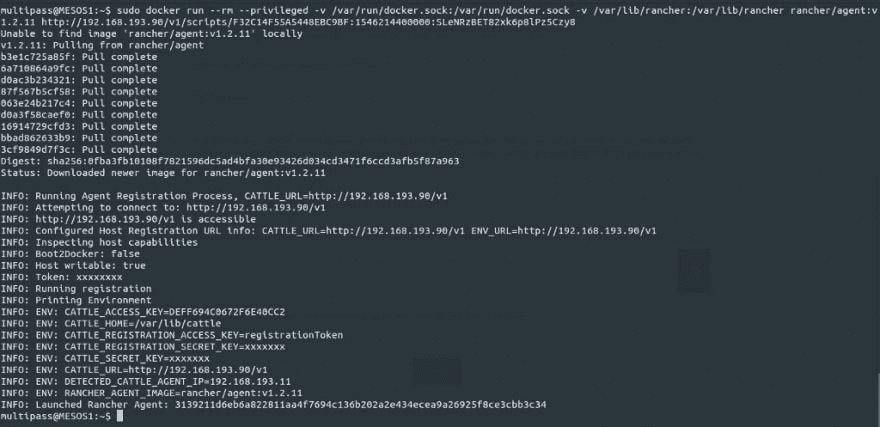 multipass@MESOS1:~$ sudo docker run --rm --privileged -v /var/run/docker.sock:/var/run/docker.sock -v /var/lib/rancher:/var/lib/rancher rancher/agent:v
1.2.11 http://192.168.193.90/v1/scripts/F32C14F55A5448EBC9BF:1546214400000:SLeNRzBET82xk6p8lPz5Czy8
Unable to find image 'rancher/agent:v1.2.11' locally
v1.2.11: Pulling from rancher/agent
b3e1c725a85f: Pull complete
6a710864a9fc: Pull complete
d0ac3b234321: Pull complete
87f567b5cf58: Pull complete
063e24b217c4: Pull complete
d0a3f58caef0: Pull complete
16914729cfd3: Pull complete
bbad862633b9: Pull complete
3cf9849d7f3c: Pull complete
Digest: sha256:0fba3fb10108f7821596dc5ad4bfa30e93426d034cd3471f6ccd3afb5f87a963
Status: Downloaded newer image for rancher/agent:v1.2.11
INFO: Running Agent Registration Process, CATTLE_URL=http://192.168.193.90/v1
INFO: Attempting to connect to: http://192.168.193.90/v1
INFO: http://192.168.193.90/v1 is accessible
INFO: Configured Host Registration URL info: CATTLE_URL=http://192.168.193.90/v1 ENV_URL=http://192.168.193.90/v1
INFO: Inspecting host capabilities
INFO: Boot2Docker: false
INFO: Host writable: true
INFO: Token: xxxxxxxx
INFO: Running registration
INFO: Printing Environment
INFO: ENV: CATTLE_ACCESS_KEY=DEFF694C0672F6E40CC2
INFO: ENV: CATTLE_HOME=/var/lib/cattle
INFO: ENV: CATTLE_REGISTRATION_ACCESS_KEY=registrationToken
INFO: ENV: CATTLE_REGISTRATION_SECRET_KEY=xxxxxxx
INFO: ENV: CATTLE_SECRET_KEY=xxxxxxx
INFO: ENV: CATTLE_URL=http://192.168.193.90/v1
INFO: ENV: DETECTED_CATTLE_AGENT_IP=192.168.193.11
INFO: ENV: RANCHER_AGENT_IMAGE=rancher/agent:v1.2.11
INFO: Launched Rancher Agent: 3139211d6eb6a822811aa4f7694c136b202a2e434ecea9a26925f8ce3cbb3c34
multipass@MESOS1:~$